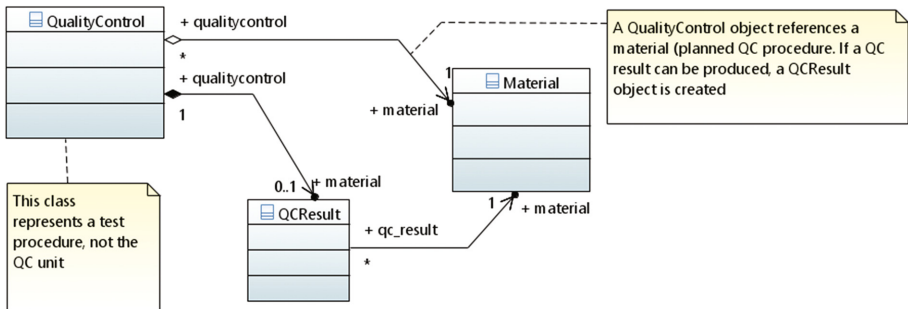 QualityControl
+ qualitycontrol
*
+ qualitycontrol
1
A QualityControl object references a
material (planned QC procedure. If a QC
result can be produced, a QCResult
object is created
1
Material
+ material
This class
represents a test
procedure, not the
QC unit
0..1
+ material
QCResult
+ qc_result
*
1
+ material